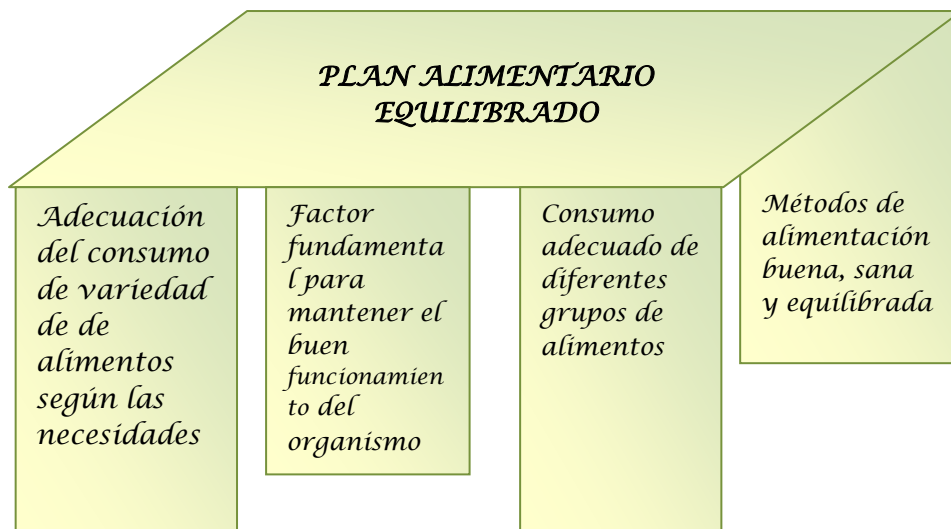 PLAN ALIMENTARIO
EQUILIBRADO
Adecuación
del consumo
de variedad
de de
alimentos
según las
necesidades
Factor
fundamenta
l para
mantener el
buen
funcionamien
to del
organismo
Consumo
adecuado de
diferentes
grupos de
alimentos
Métodos de
alimentación
buena, sana
y equilibrada